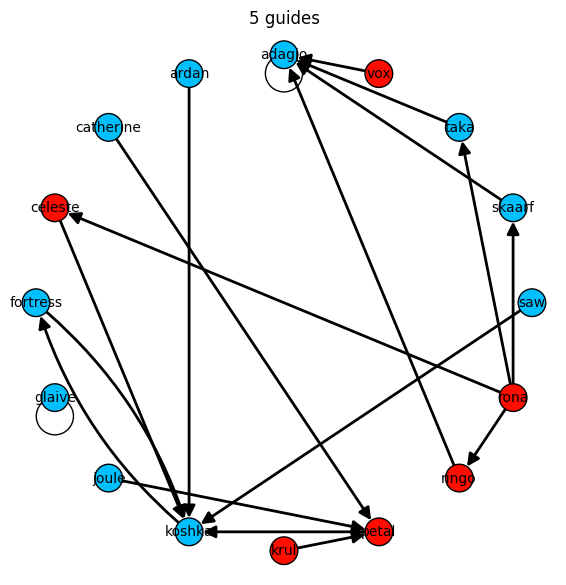 5 guides
adagio
ardan
vox
catherine
taka
celeste
skaarf
fortress
saw
glaive
rona
joule
ringo
koshka
petal
krul